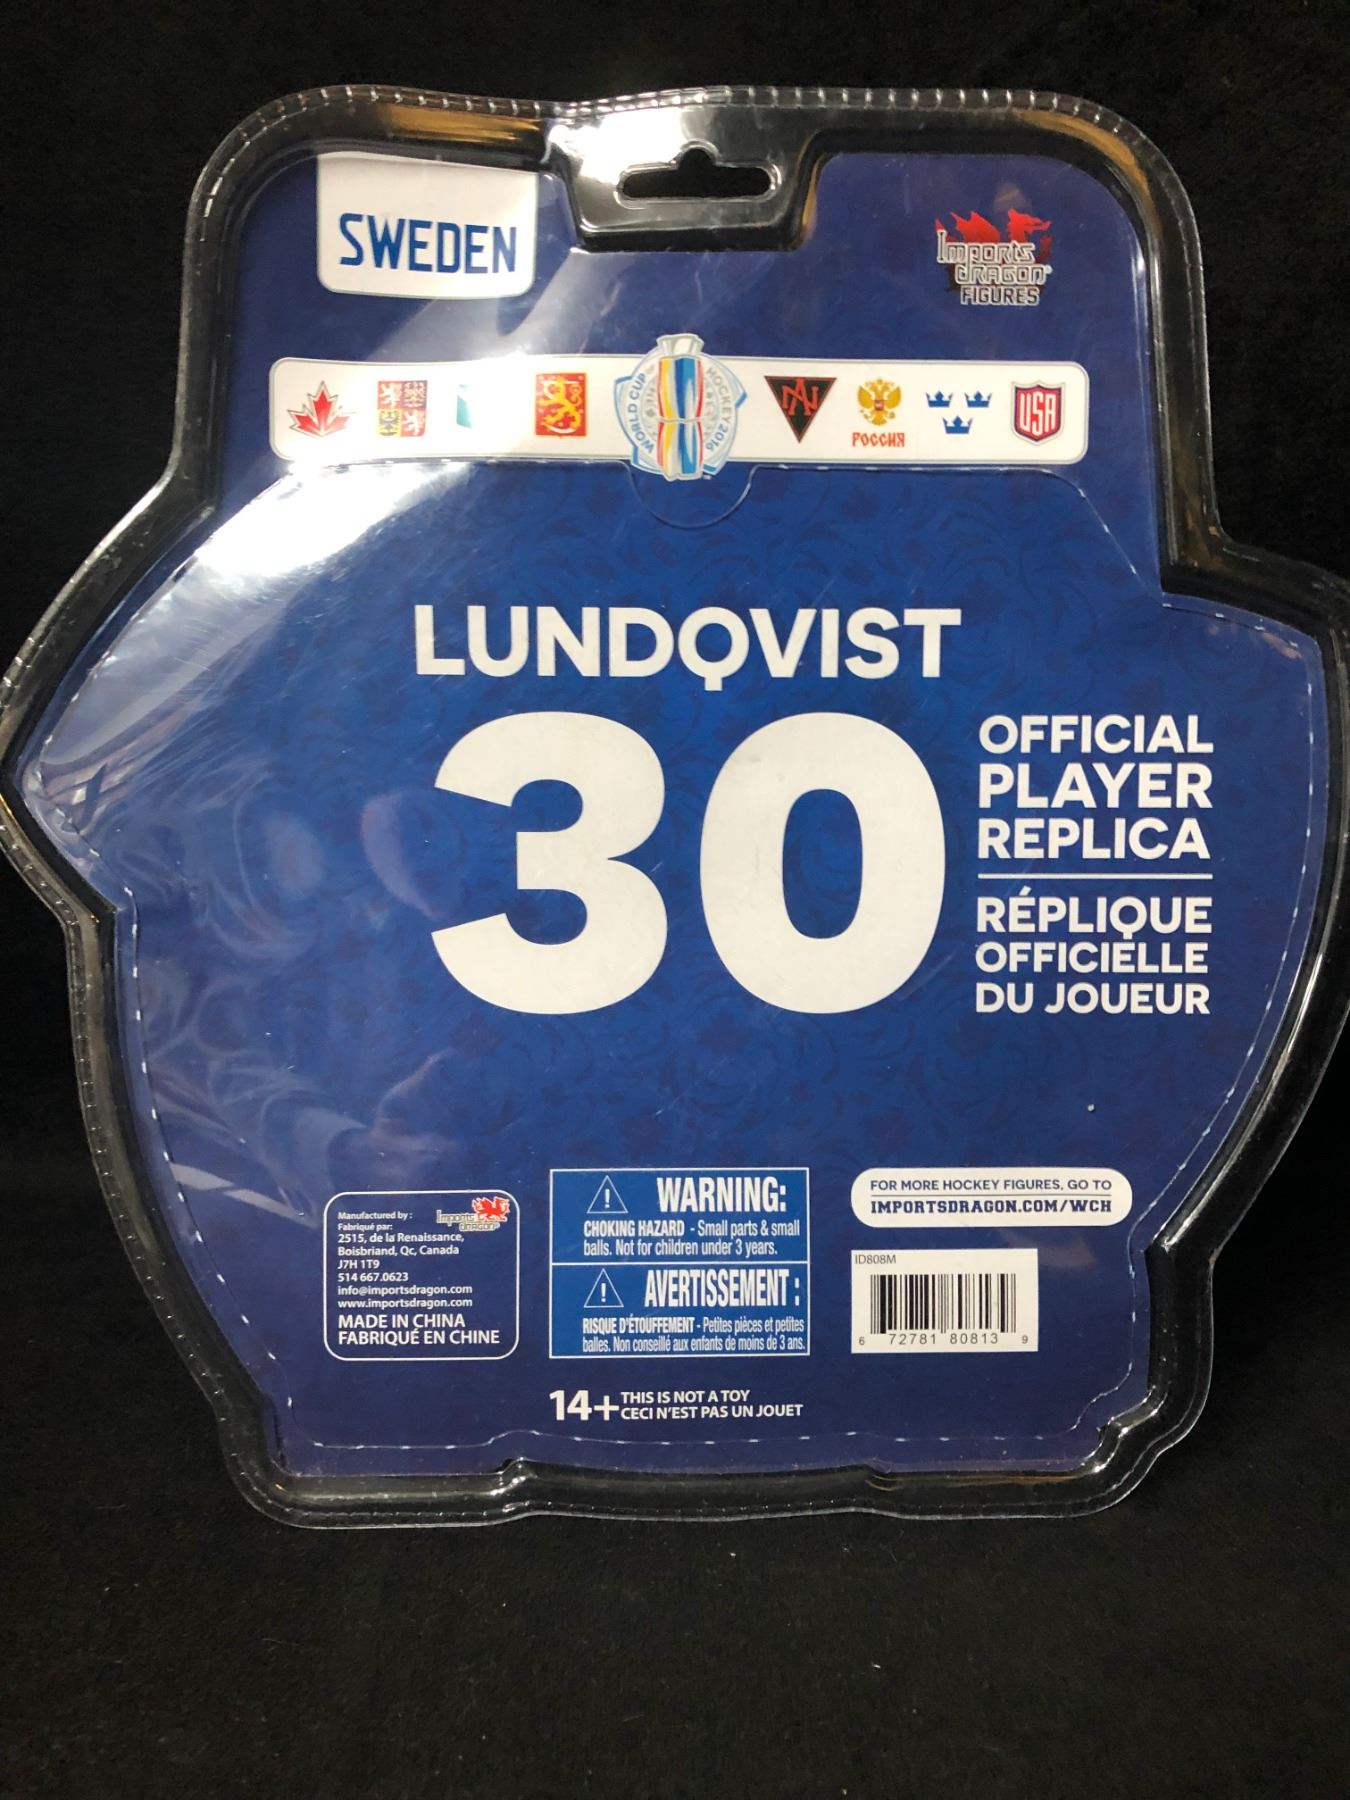 SWEDEN
Imports
DRAGON
FIGURES
WORLD CUP OF HOCKEY 2016
NA
РОССИЯ
USA
LUNDQVIST
30
OFFICIAL
PLAYER
REPLICA
RÉPLIQUE
OFFICIELLE
DU JOUEUR
Manufactured by :
Fabriqué par:
Imports
DRAGON
2515, de la Renaissance,
Boisbriand, Qc, Canada
J7H 1T9
514 667.0623
info@importsdragon.com
www.importsdragon.com
MADE IN CHINA
FABRIQUÉ EN CHINE
WARNING:
CHOKING HAZARD - Small parts & small
balls. Not for children under 3 years.
AVERTISSEMENT :
RISQUE D'ÉTOUFFEMENT - Petites pièces et petites
balles. Non conseillé aux enfants de moins de 3 ans.
14+ THIS IS NOT A TOY
CECI N'EST PAS UN JOUET
FOR MORE HOCKEY FIGURES, GO TO
IMPORTSDRAGON.COM/WCH
ID808M
6 72781 80813 9